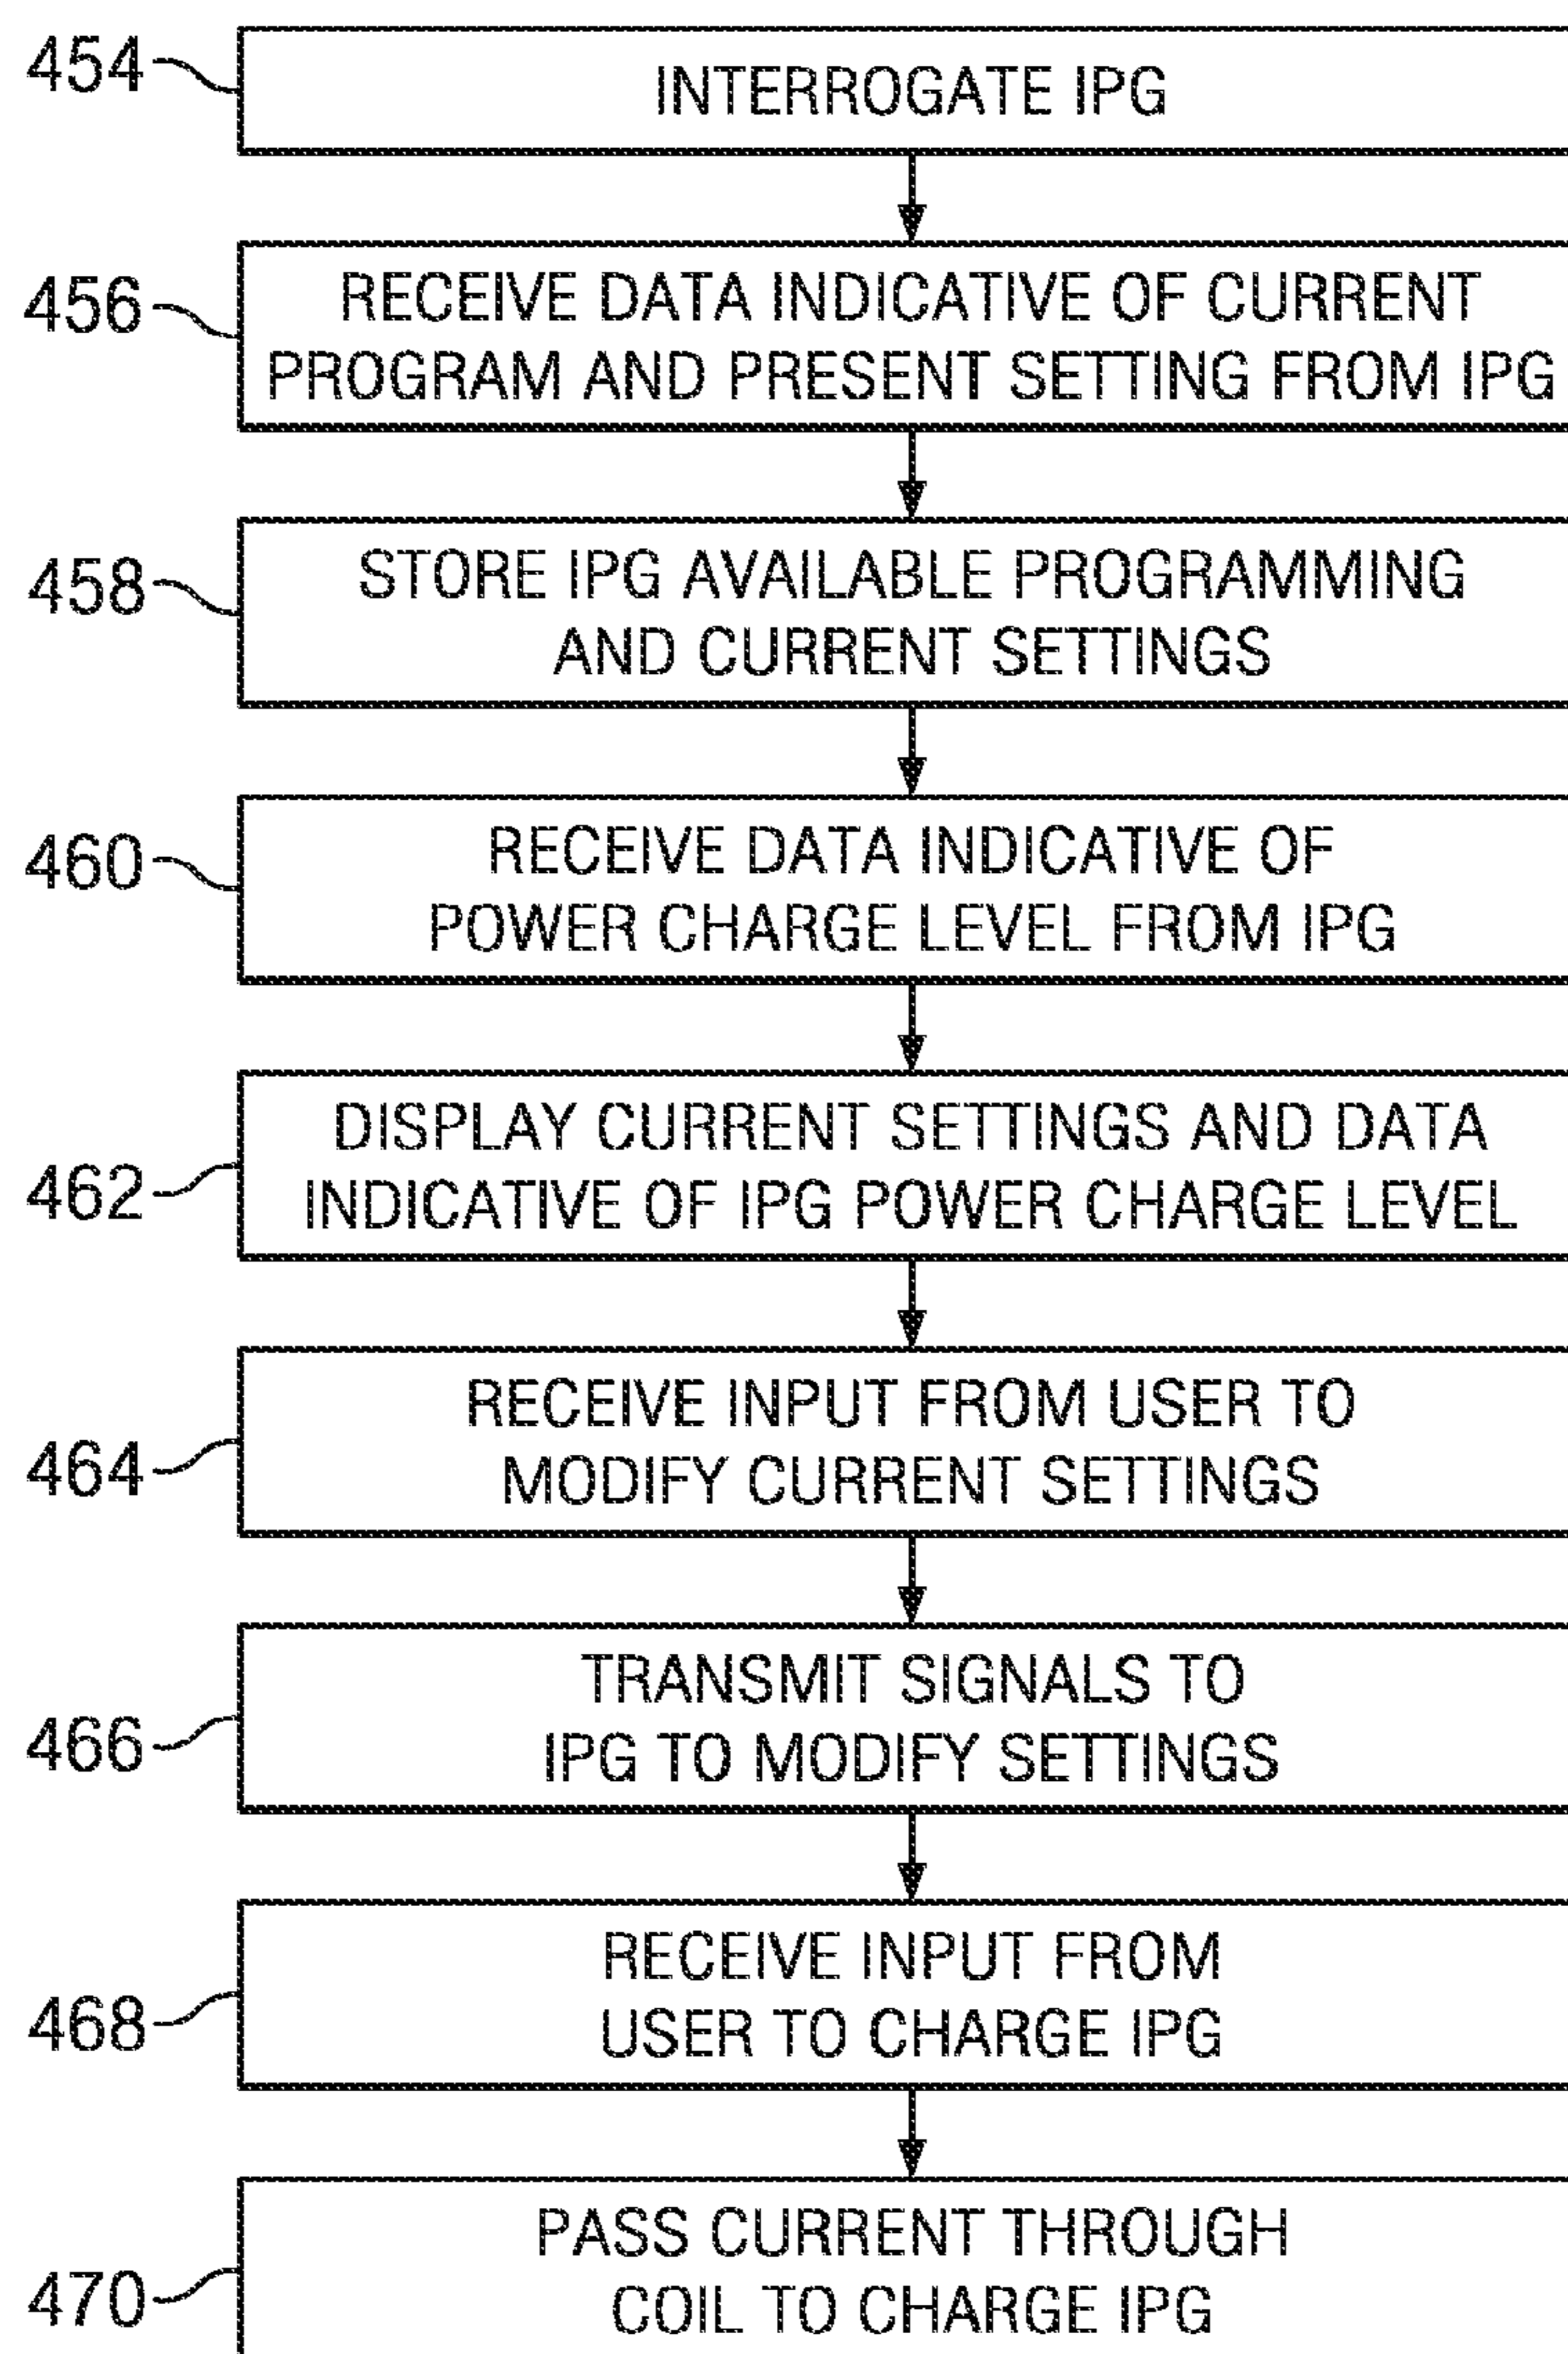 454
INTERROGATE IPG
456
RECEIVE DATA INDICATIVE OF CURRENT
PROGRAM AND PRESENT SETTING FROM IPG
458
STORE IPG AVAILABLE PROGRAMMING
AND CURRENT SETTINGS
460
RECEIVE DATA INDICATIVE OF
POWER CHARGE LEVEL FROM IPG
462
DISPLAY CURRENT SETTINGS AND DATA
INDICATIVE OF IPG POWER CHARGE LEVEL
464
RECEIVE INPUT FROM USER TO
MODIFY CURRENT SETTINGS
466
TRANSMIT SIGNALS TO
IPG TO MODIFY SETTINGS
468
RECEIVE INPUT FROM
USER TO CHARGE IPG
470
PASS CURRENT THROUGH
COIL TO CHARGE IPG